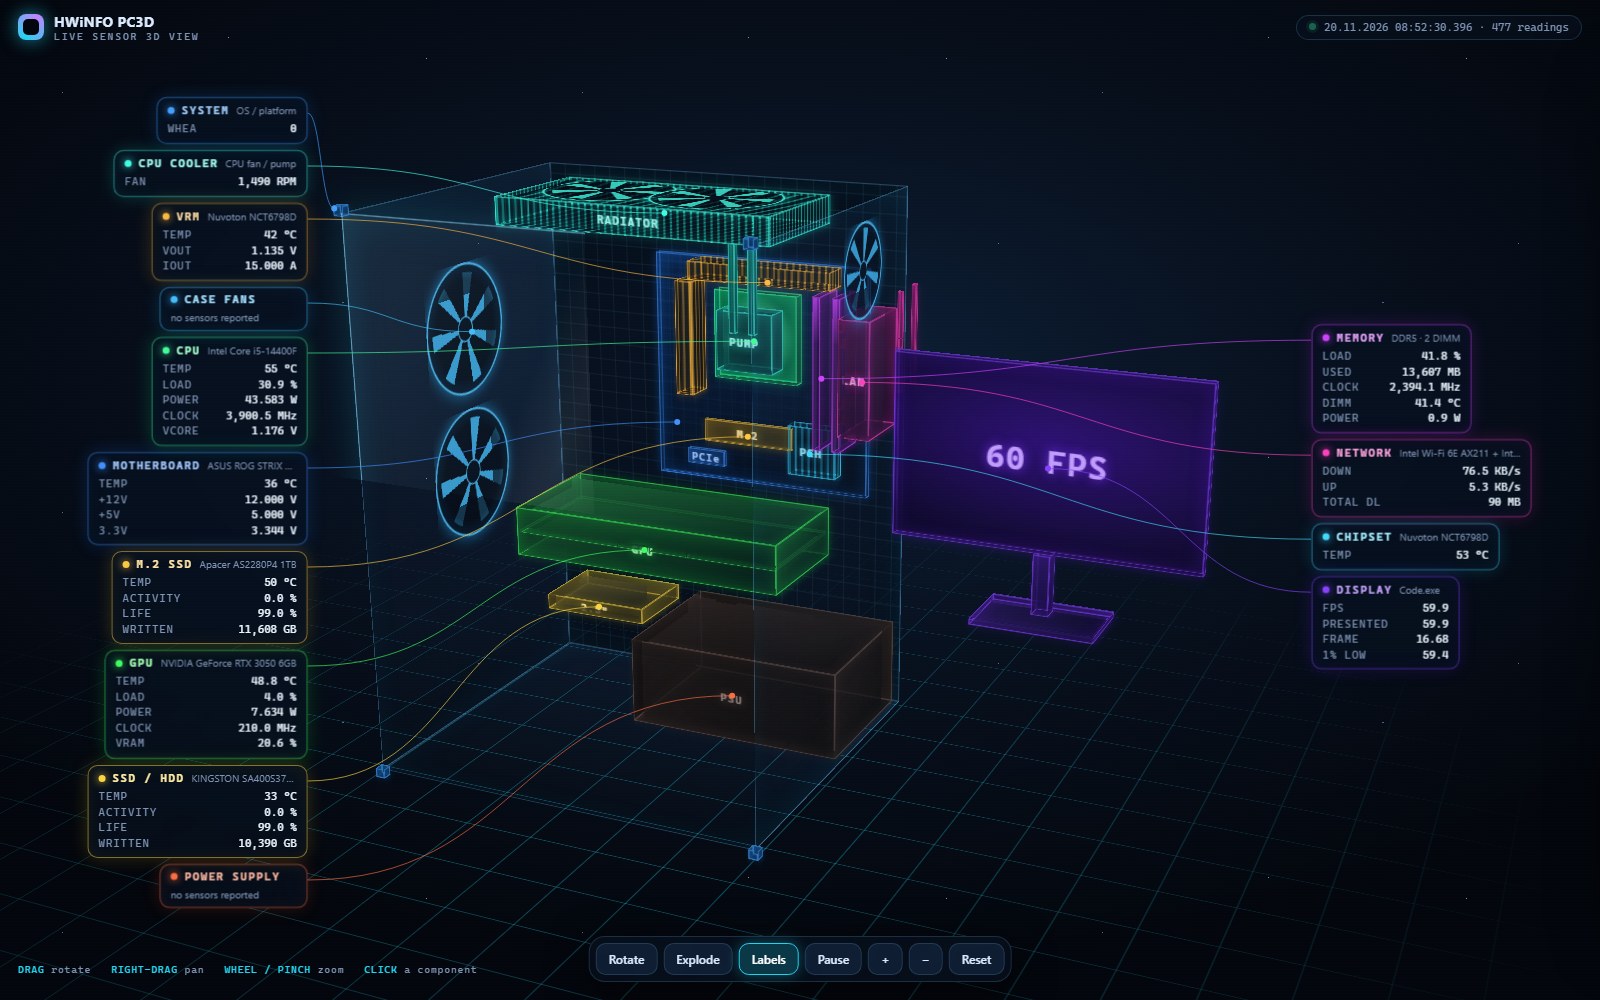 HWiNFO PC3D
LIVE SENSOR 3D VIEW
20.11.2026 08:52:30.396 · 477 readings
SYSTEM OS / platform
WHEA 0
CPU COOLER CPU fan / pump
FAN 1,490 RPM
VRM Nuvoton NCT6798D
TEMP 42 °C
VOUT 1.135 V
IOUT 15.000 A
CASE FANS
no sensors reported
CPU Intel Core i5-14400F
TEMP 55 °C
LOAD 30.9 %
POWER 43.583 W
CLOCK 3,900.5 MHz
VCORE 1.176 V
MOTHERBOARD ASUS ROG STRIX ...
TEMP 36 °C
+12V 12.000 V
+5V 5.000 V
3.3V 3.344 V
M.2 SSD Apacer AS2280P4 1TB
TEMP 50 °C
ACTIVITY 0.0 %
LIFE 99.0 %
WRITTEN 11,608 GB
GPU NVIDIA GeForce RTX 3050 6GB
TEMP 48.8 °C
LOAD 4.0 %
POWER 7.634 W
CLOCK 210.0 MHz
VRAM 20.6 %
SSD / HDD KINGSTON SA400S37...
TEMP 33 °C
ACTIVITY 0.0 %
LIFE 99.0 %
WRITTEN 10,390 GB
POWER SUPPLY
no sensors reported
RADIATOR
PUMP
M.2
PCIe
PCH
PSU
60 FPS
MEMORY DDR5 · 2 DIMM
LOAD 41.8 %
USED 13,607 MB
CLOCK 2,394.1 MHz
DIMM 41.4 °C
POWER 0.9 W
NETWORK Intel Wi-Fi 6E AX211 + Int...
DOWN 76.5 KB/s
UP 5.3 KB/s
TOTAL DL 90 MB
CHIPSET Nuvoton NCT6798D
TEMP 53 °C
DISPLAY Code.exe
FPS 59.9
PRESENTED 59.9
FRAME 16.68
1% LOW 59.4
DRAG rotate RIGHT-DRAG pan WHEEL / PINCH zoom CLICK a component
Rotate Explode Labels Pause + − Reset